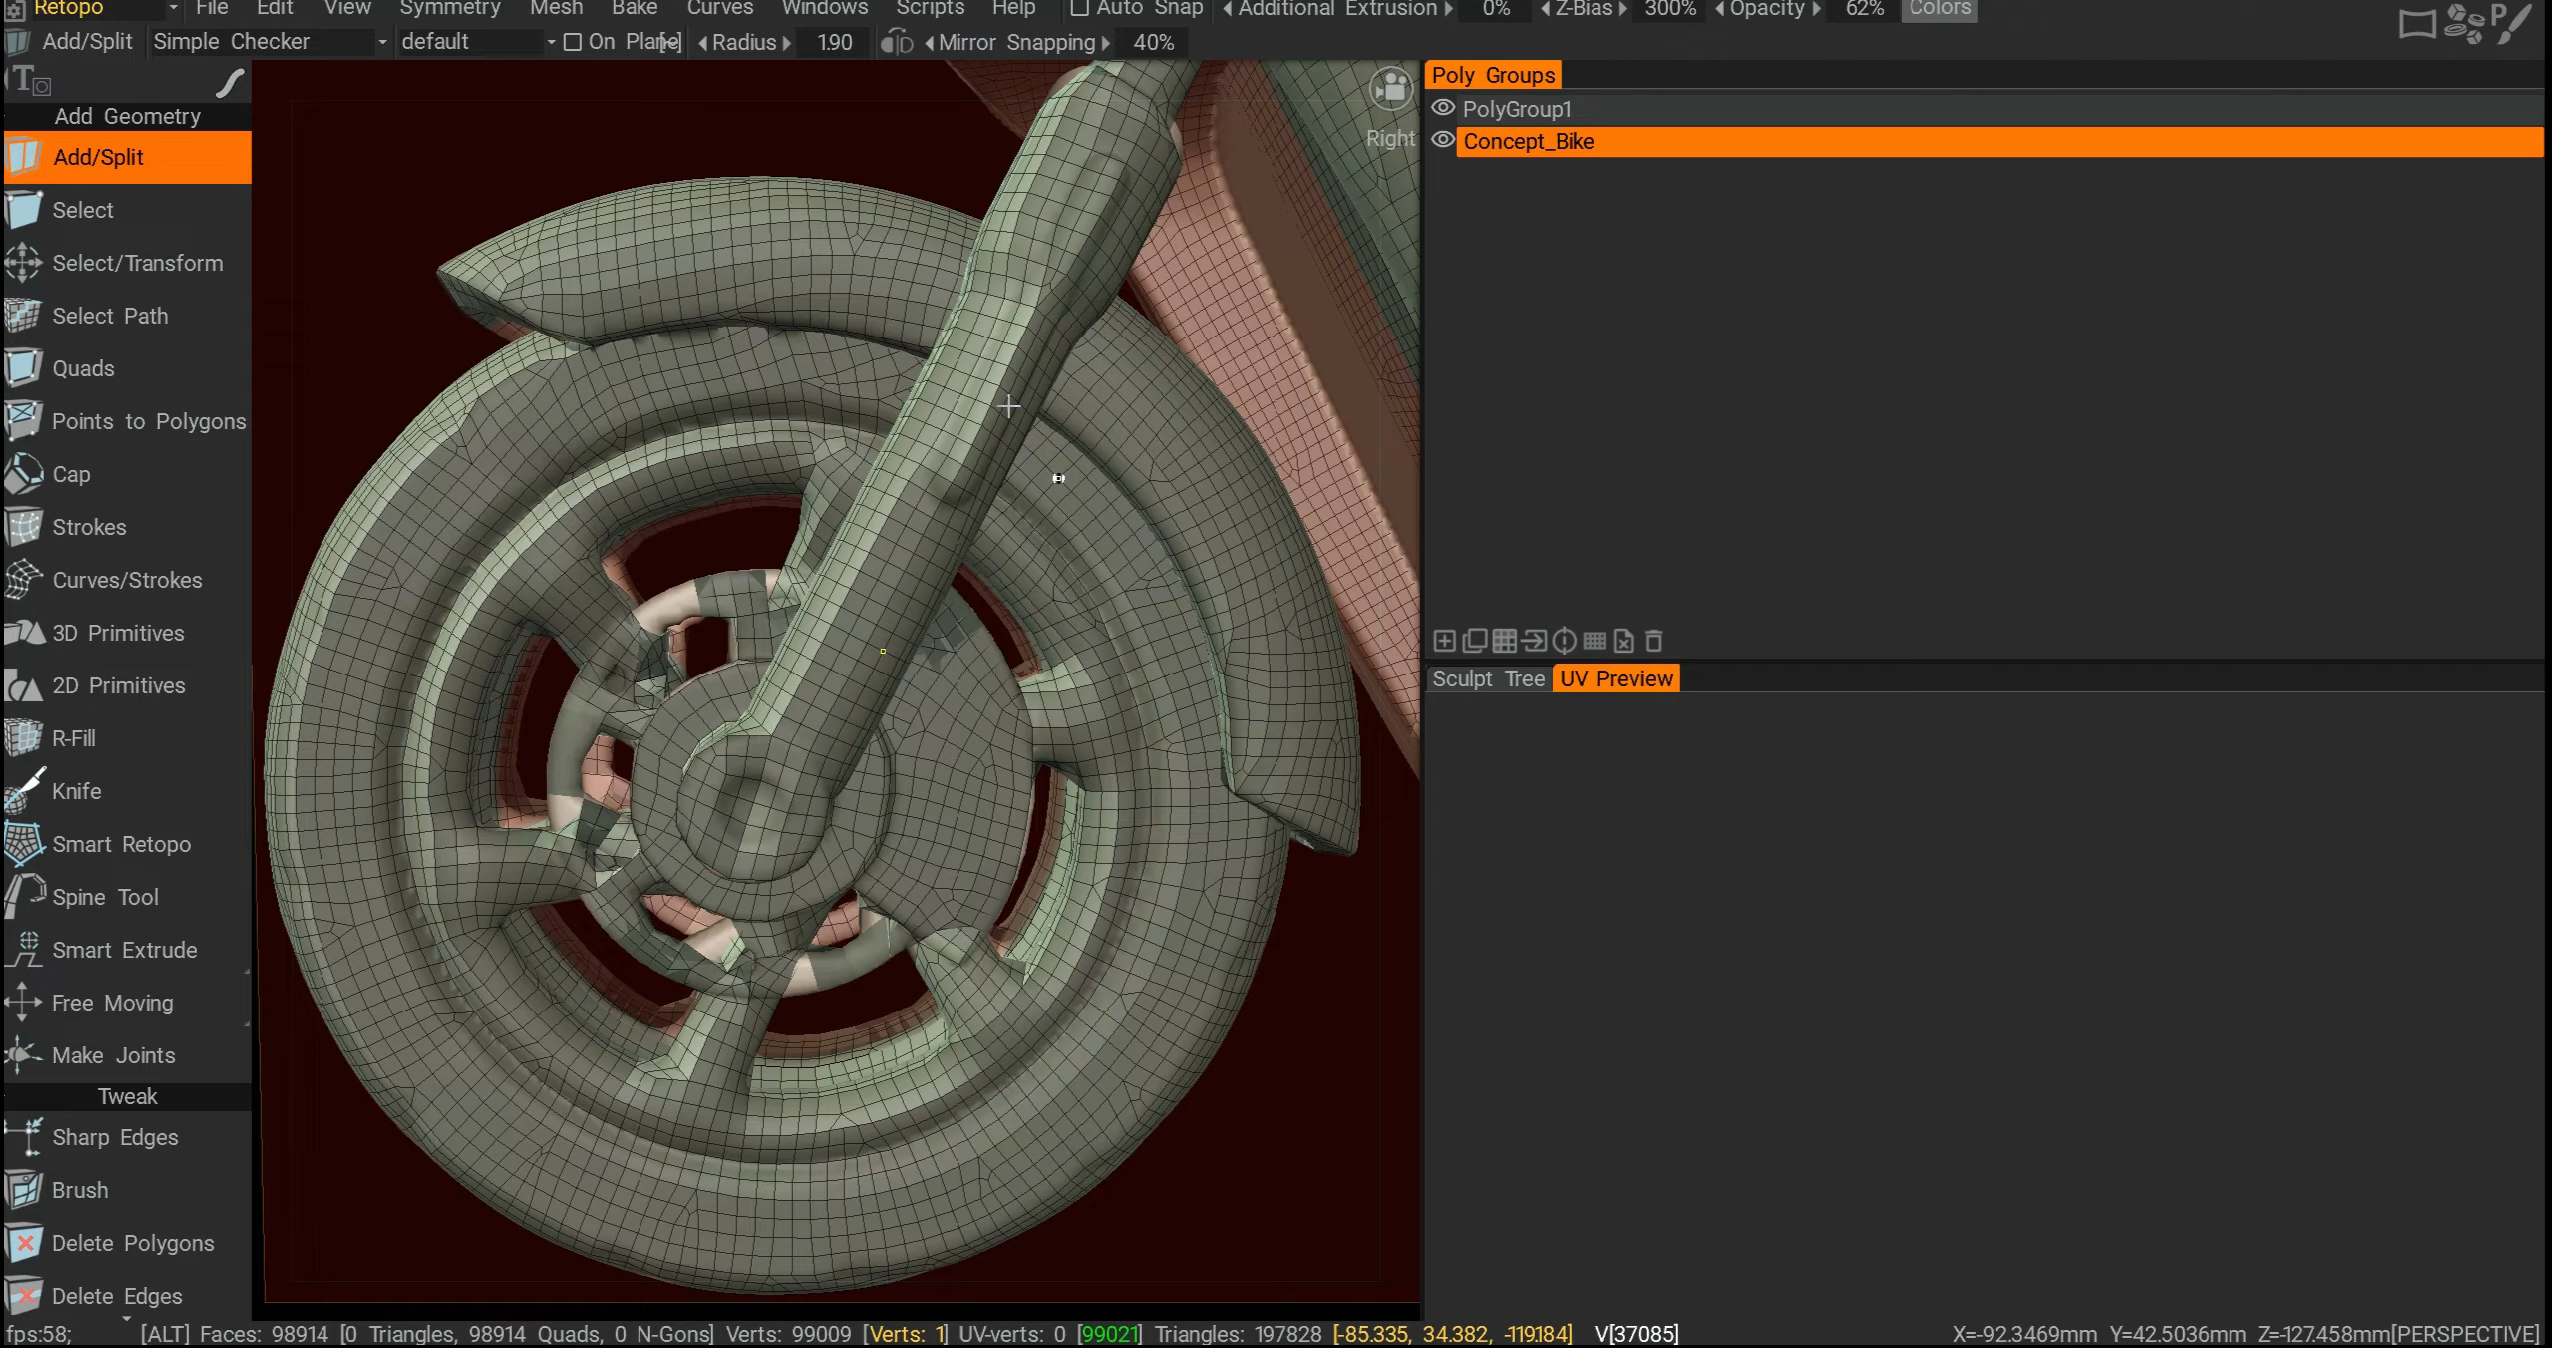 Retopo File Edit View Symmetry Mesh Bake Curves Windows Scripts Help Auto Snap Additional Extrusion 0% Z-Bias 300% Opacity 62% Colors
Add/Split Simple Checker default On Plane [×] Radius 1.90 Mirror Snapping 40%
Add Geometry
Add/Split
Select
Select/Transform
Select Path
Quads
Points to Polygons
Cap
Strokes
Curves/Strokes
3D Primitives
2D Primitives
R-Fill
Knife
Smart Retopo
Spine Tool
Smart Extrude
Free Moving
Make Joints
Tweak
Sharp Edges
Brush
Delete Polygons
Delete Edges
Right
Poly Groups
PolyGroup1
Concept_Bike
Sculpt Tree UV Preview
fps:58; [ALT] Faces: 98914 [0 Triangles, 98914 Quads, 0 N-Gons] Verts: 99009 [Verts: 1] UV-verts: 0 [99021] Triangles: 197828 [-85.335, 34.382, -119.184] V[37085] X=-92.3469mm Y=42.5036mm Z=-127.458mm[PERSPECTIVE]